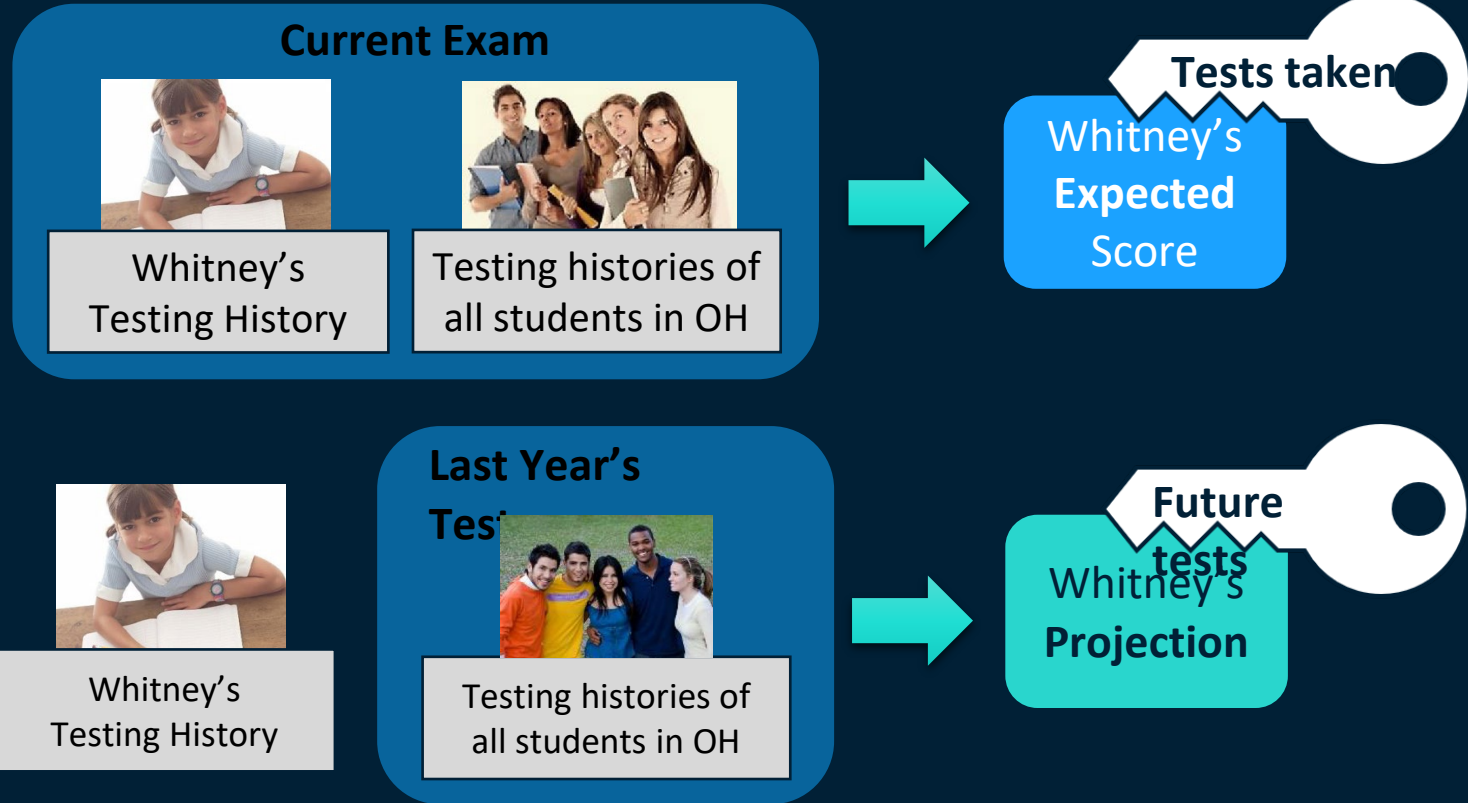 Current Exam
Whitney’s
Testing History
Testing histories of
all students in OH
Tests taken
Whitney’s
Expected
Score
Last Year’s
Whitney’s
Testing History
Testing histories of
all students in OH
Future
tests
Whitney’s
Projection